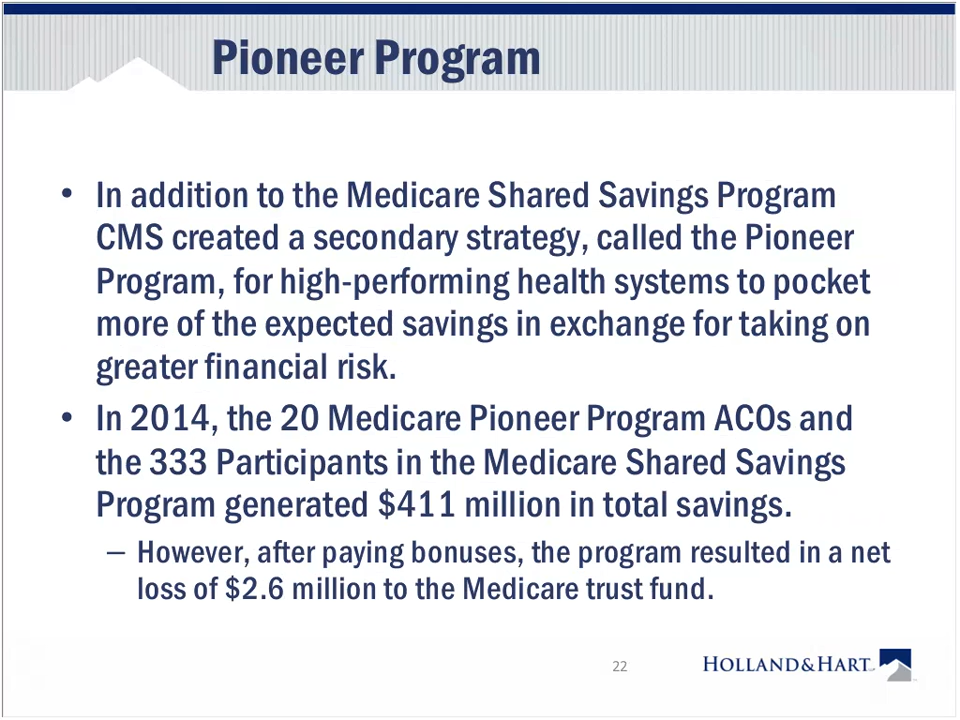 Pioneer Program
• In addition to the Medicare Shared Savings Program
CMS created a secondary strategy, called the Pioneer
Program, for high-performing health systems to pocket
more of the expected savings in exchange for taking on
greater financial risk.
• In 2014, the 20 Medicare Pioneer Program ACOs and
the 333 Participants in the Medicare Shared Savings
Program generated $411 million in total savings.
– However, after paying bonuses, the program resulted in a net
loss of $2.6 million to the Medicare trust fund.
22
HOLLAND&HART